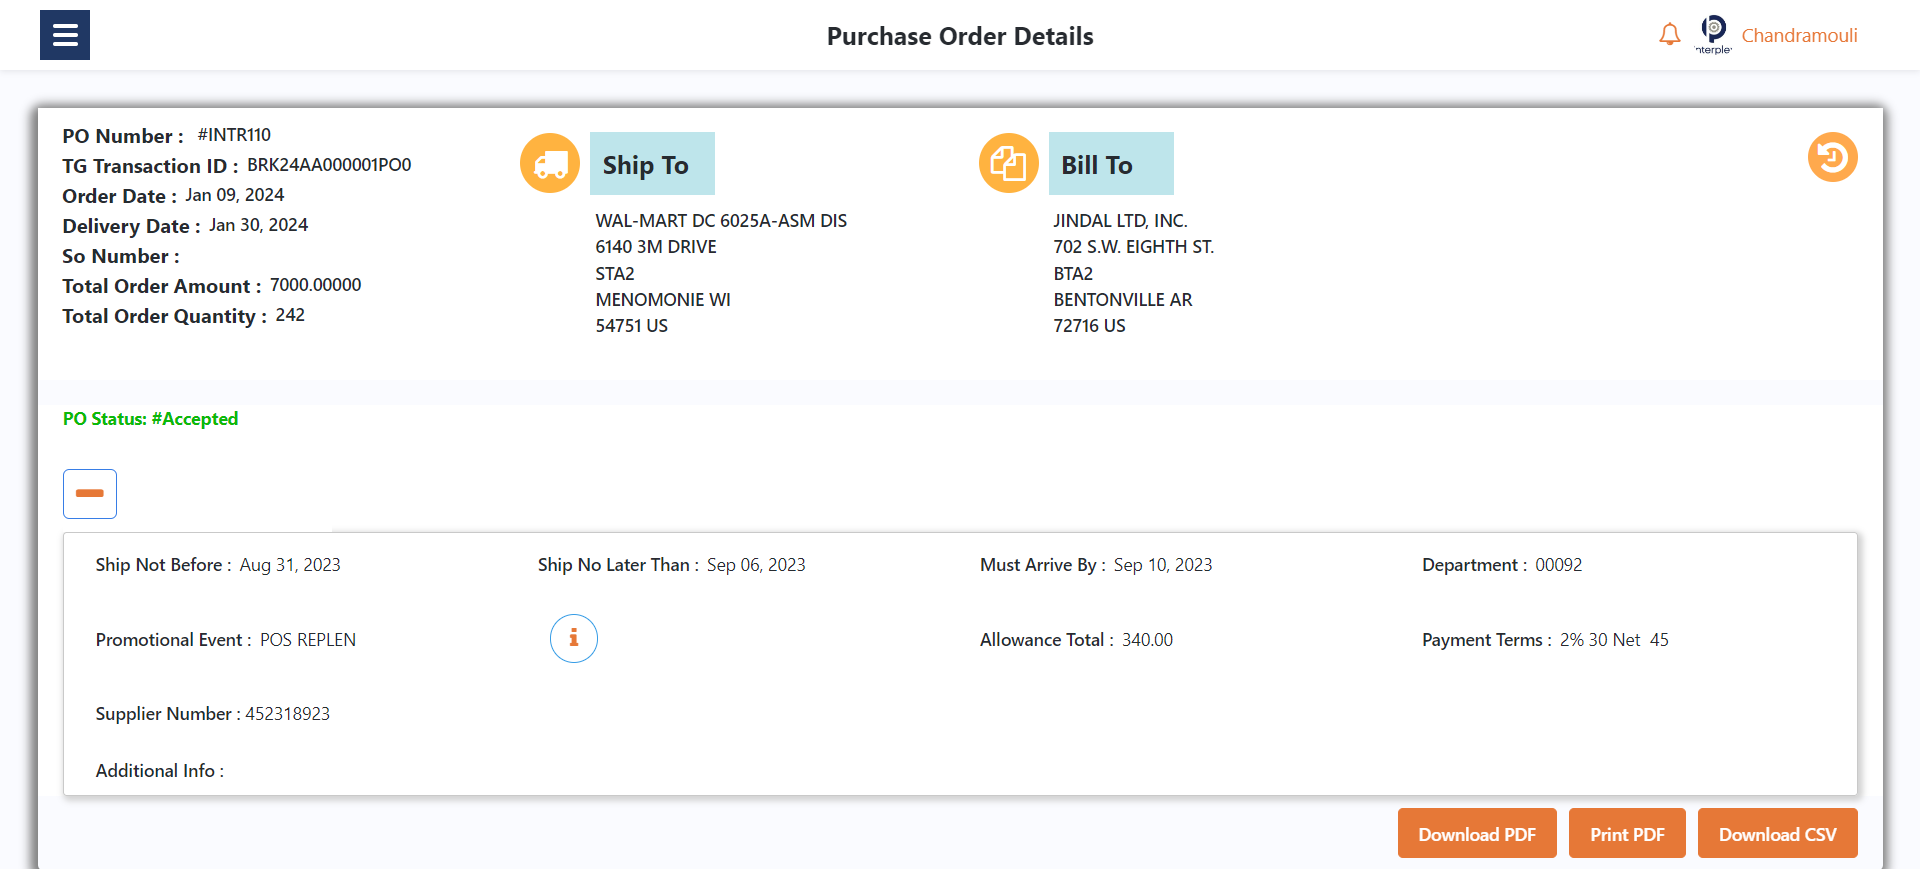 Purchase Order Details
Chandramouli
PO Number : #INTR110
TG Transaction ID : BRK24AA000001PO0
Order Date : Jan 09, 2024
Delivery Date : Jan 30, 2024
So Number :
Total Order Amount : 7000.00000
Total Order Quantity : 242
Ship To
WAL-MART DC 6025A-ASM DIS
6140 3M DRIVE
STA2
MENOMONIE WI
54751 US
Bill To
JINDAL LTD, INC.
702 S.W. EIGHTH ST.
BTA2
BENTONVILLE AR
72716 US
PO Status: #Accepted
Ship Not Before : Aug 31, 2023
Ship No Later Than : Sep 06, 2023
Must Arrive By : Sep 10, 2023
Department : 00092
Promotional Event : POS REPLEN
Allowance Total : 340.00
Payment Terms : 2% 30 Net 45
Supplier Number : 452318923
Additional Info :
Download PDF
Print PDF
Download CSV